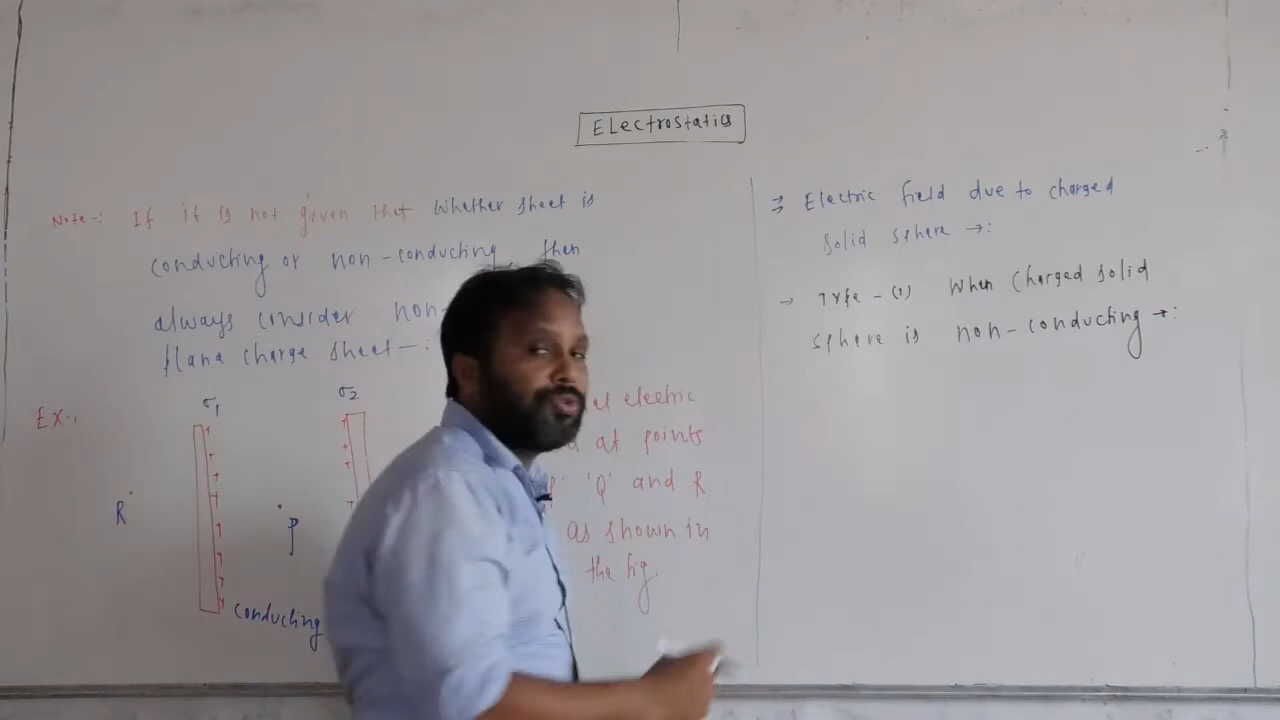 Electrostatics
Note-: If it is not given that whether sheet is
conducting or non-conducting, then
always consider non-
plane charge sheet-:
Ex-:
σ1
σ2
R
P
conducting
electric
at points
'Q' and R
as shown in
the fig.
⇒ Electric field due to charged
solid sphere →:
→ Type-(1) When charged solid
sphere is non-conducting →: